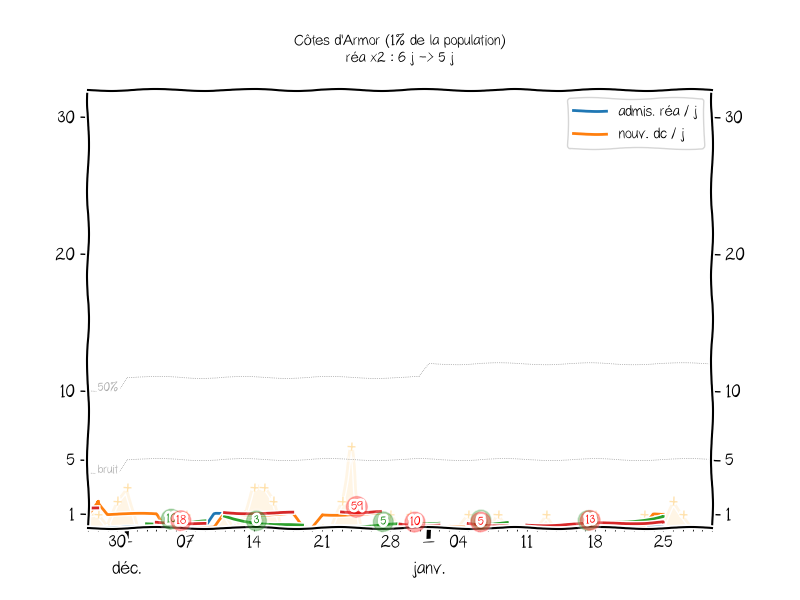 Côtes d'Armor (1% de la population)
réa x2 : 6 j -> 5 j
admis. réa / j
nouv. dc / j
30 30
20 20
50%
10 10
bruit
5 5
1 1
18 3 59 5 10 5 13
30 07 14 21 28 04 11 18 25
déc. janv.